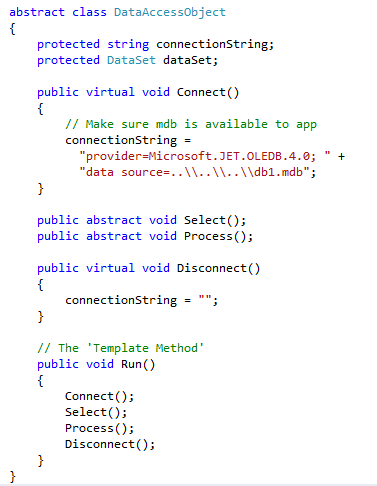 abstract class DataAccessObject
{
    protected string connectionString;
    protected DataSet dataSet;

    public virtual void Connect()
    {
        // Make sure mdb is available to app
        connectionString =
          "provider=Microsoft.JET.OLEDB.4.0; " +
          "data source=..\\..\\..\\db1.mdb";
    }

    public abstract void Select();
    public abstract void Process();

    public virtual void Disconnect()
    {
        connectionString = "";
    }

    // The 'Template Method'
    public void Run()
    {
        Connect();
        Select();
        Process();
        Disconnect();
    }
}